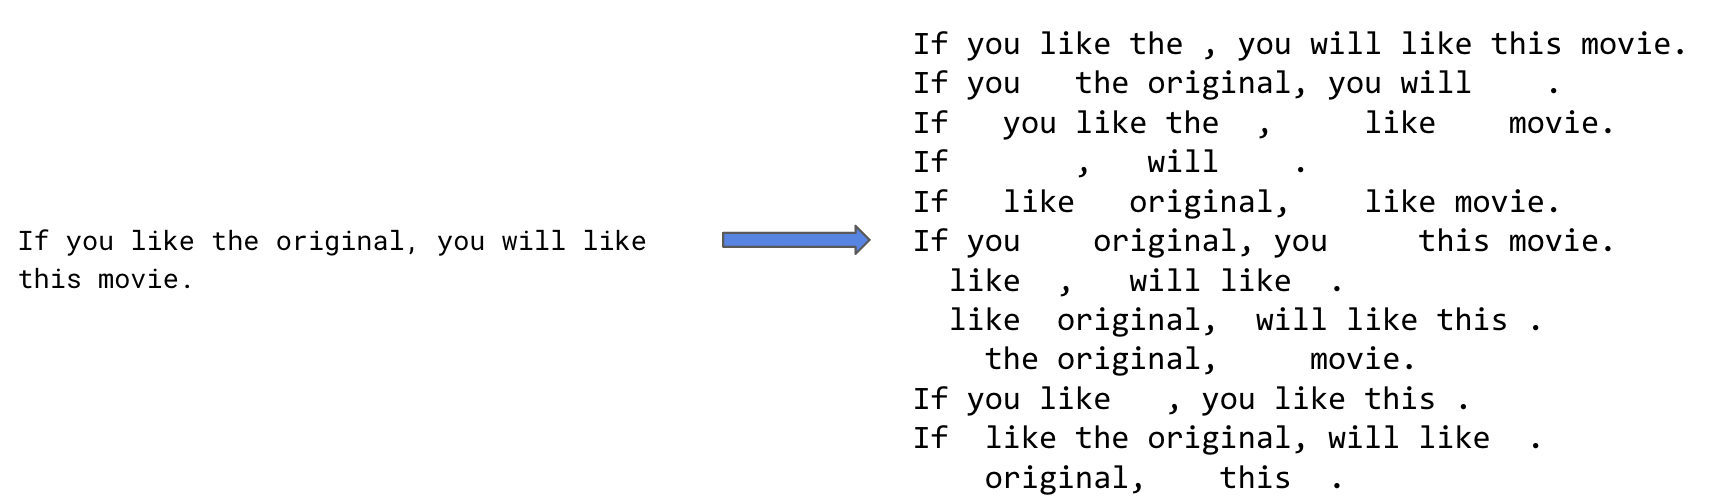 If you like the original, you will like
this movie.
If you like the , you will like this movie.
If you   the original, you will    .
If   you like the  ,     like    movie.
If       ,   will    .
If   like   original,    like movie.
If you    original, you     this movie.
  like  ,   will like  .
  like  original,  will like this .
    the original,     movie.
If you like   , you like this .
If  like the original, will like  .
    original,    this  .